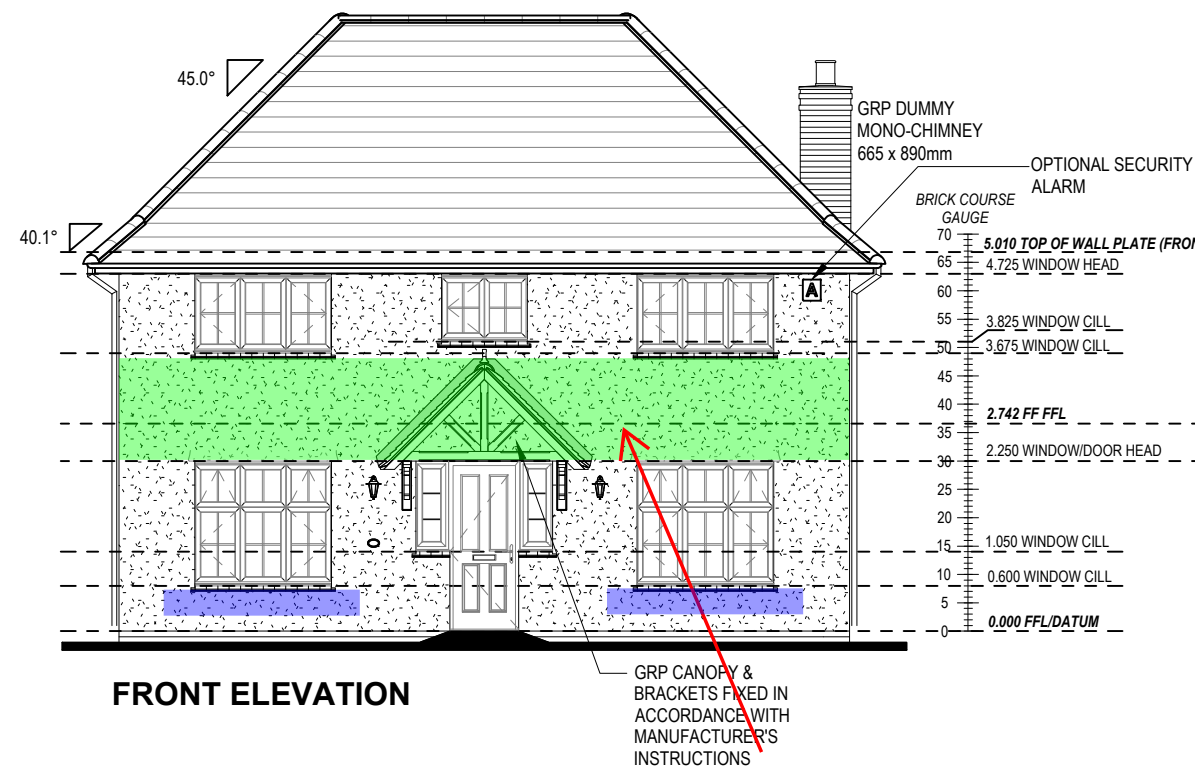 45.0°
GRP DUMMY
MONO-CHIMNEY
665 x 890mm
OPTIONAL SECURITY
ALARM
BRICK COURSE
GAUGE
40.1°
70
5.010 TOP OF WALL PLATE (FRON
65
4.725 WINDOW HEAD
A
60
55
3.825 WINDOW CILL
50
3.675 WINDOW CILL
45
40
2.742 FF FFL
35
30
2.250 WINDOW/DOOR HEAD
25
20
15
1.050 WINDOW CILL
10
0.600 WINDOW CILL
5
0.000 FFL/DATUM
0
FRONT ELEVATION
GRP CANOPY &
BRACKETS FIXED IN
ACCORDANCE WITH
MANUFACTURER'S
INSTRUCTIONS